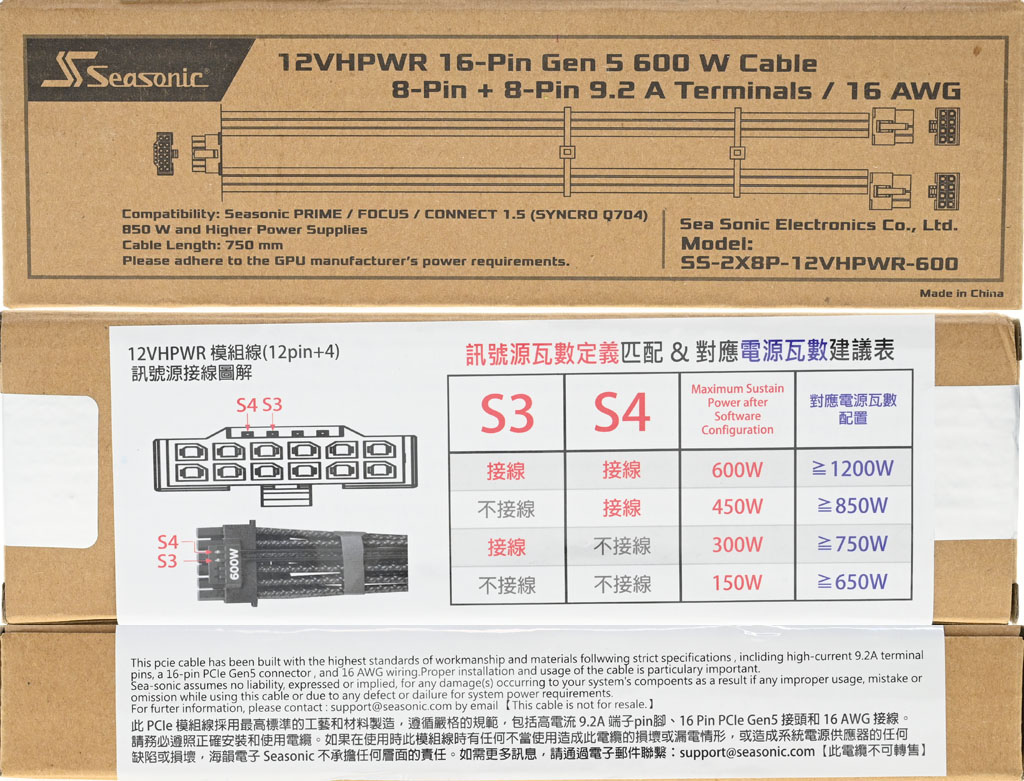 Seasonic
12VHPWR 16-Pin Gen 5 600 W Cable
8-Pin + 8-Pin 9.2 A Terminals / 16 AWG
Compatibility: Seasonic PRIME / FOCUS / CONNECT 1.5 (SYNCRO Q704)
850 W and Higher Power Supplies
Cable Length: 750 mm
Please adhere to the GPU manufacturer's power requirements.
Sea Sonic Electronics Co., Ltd.
Model:
SS-2X8P-12VHPWR-600
Made in China
12VHPWR 模組線(12pin+4)
訊號源接線圖解
S4 S3
S4
S3
600W
訊號源瓦數定義匹配 & 對應電源瓦數建議表
S3 S4 Maximum Sustain Power after Software Configuration 對應電源瓦數配置
接線 接線 600W ≧1200W
不接線 接線 450W ≧850W
接線 不接線 300W ≧750W
不接線 不接線 150W ≧650W
This pcie cable has been built with the highest standards of workmanship and materials follwwing strict specifications , incliding high-current 9.2A terminal
pins, a 16-pin PCIe Gen5 connector , and 16 AWG wiring.Proper installation and usage of the cable is particulary important.
Sea-sonic assumes no liability, expressed or implied, for any damage(s) occurring to your system's compoents as a result if any improper usage, mistake or
omission while using this cable or due to any defect or dailure for system power requirements.
For furter information, please contact : support@seasonic.com by email【This cable is not for resale.】
此 PCIe 模組線採用最高標準的工藝和材料製造，遵循嚴格的規範，包括高電流 9.2A 端子pin腳、16 Pin PCIe Gen5 接頭和 16 AWG 接線。
請務必遵照正確安裝和使用電纜。如果在使用時此模組線時有任何不當使用造成此電纜的損壞或漏電情形，或造成系統電源供應器的任何
缺陷或損壞，海韻電子 Seasonic 不承擔任何層面的責任。如需更多訊息，請通過電子郵件聯繫：support@seasonic.com【此電纜不可轉售】